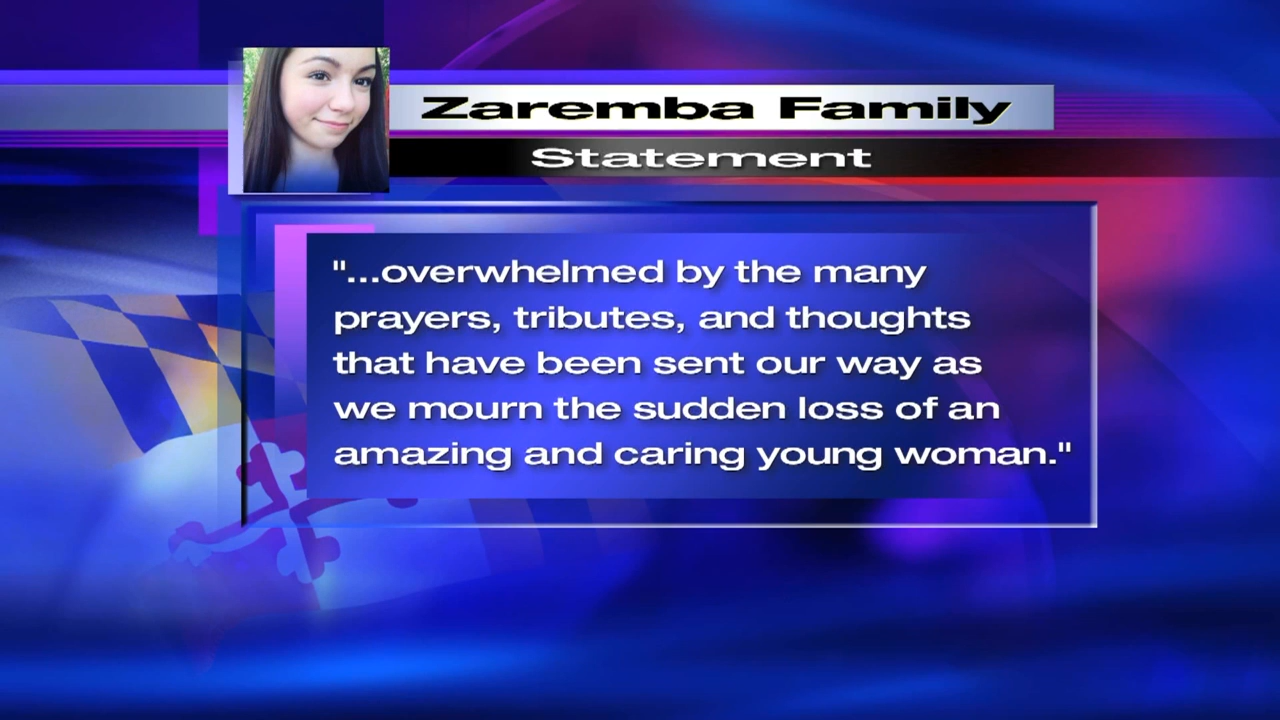 Zaremba Family
Statement
"...overwhelmed by the many
prayers, tributes, and thoughts
that have been sent our way as
we mourn the sudden loss of an
amazing and caring young woman."